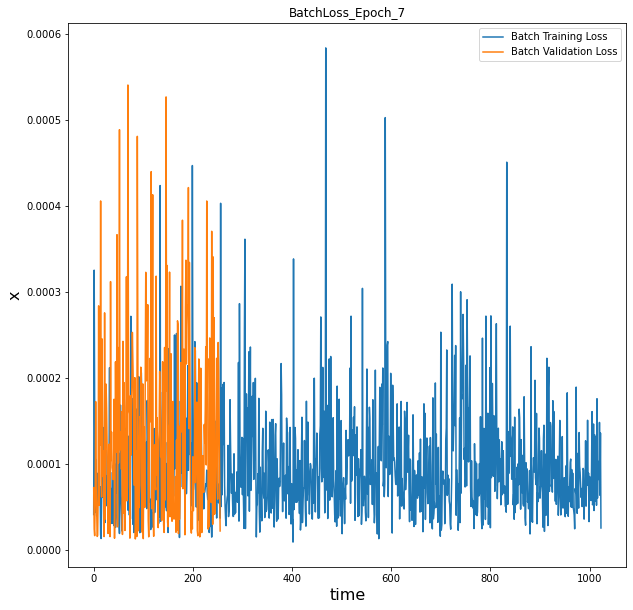 BatchLoss_Epoch_7
Batch Training Loss
Batch Validation Loss
0.0006
0.0005
0.0004
0.0003
0.0002
0.0001
0.0000
x
0 200 400 600 800 1000
time